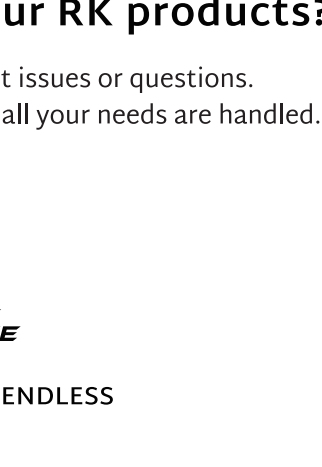 ur RK products?
t issues or questions.
all your needs are handled.
E
ENDLESS